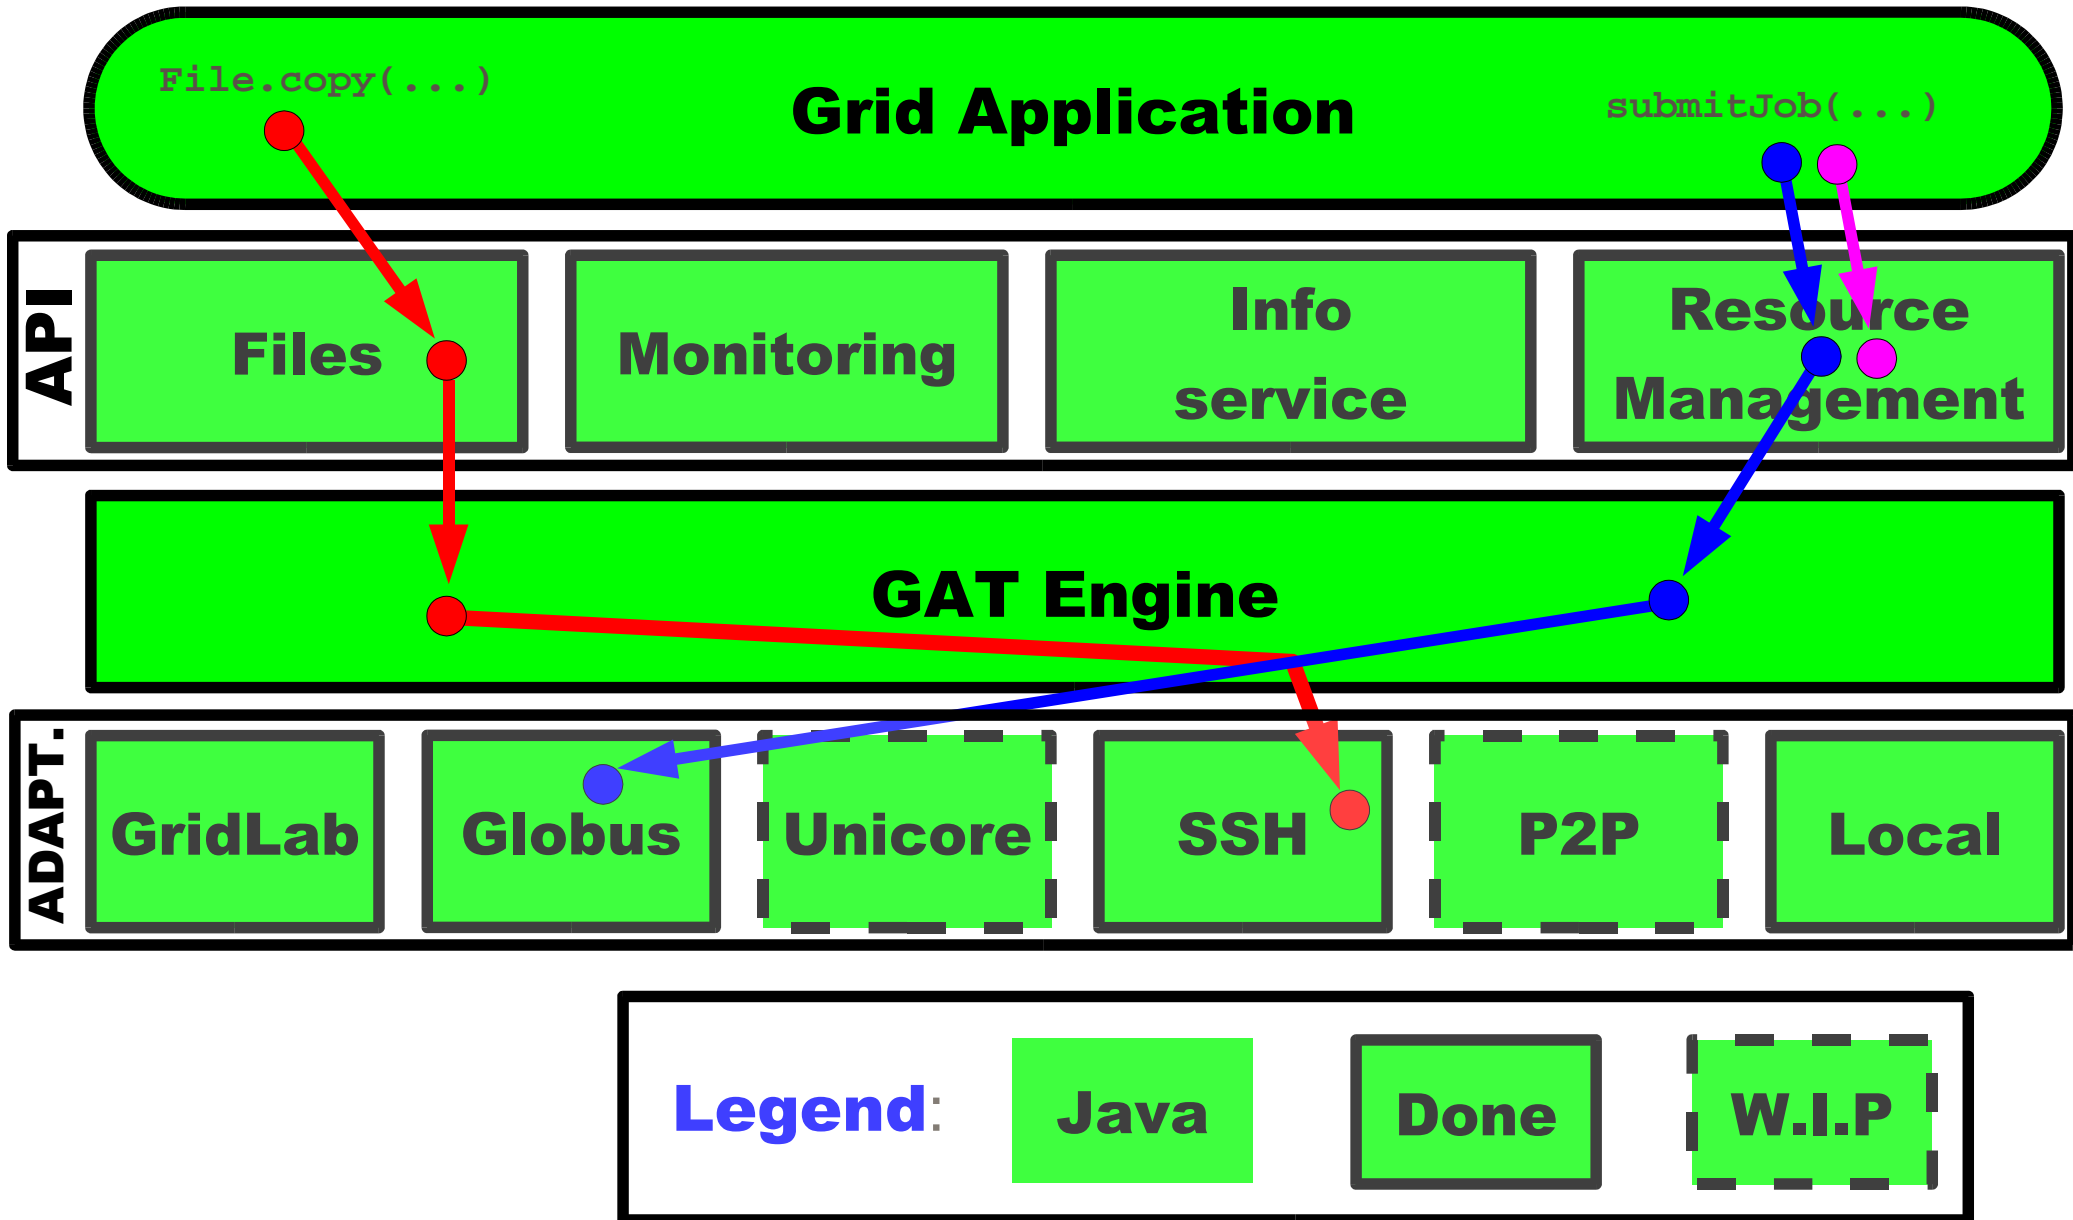 File.copy(...)
Grid Application
submitJob(...)
API
Files
Monitoring
Info
service
Resource
Management
GAT Engine
ADAPT.
GridLab
Globus
Unicore
SSH
P2P
Local
Legend:
Java
Done
W.I.P